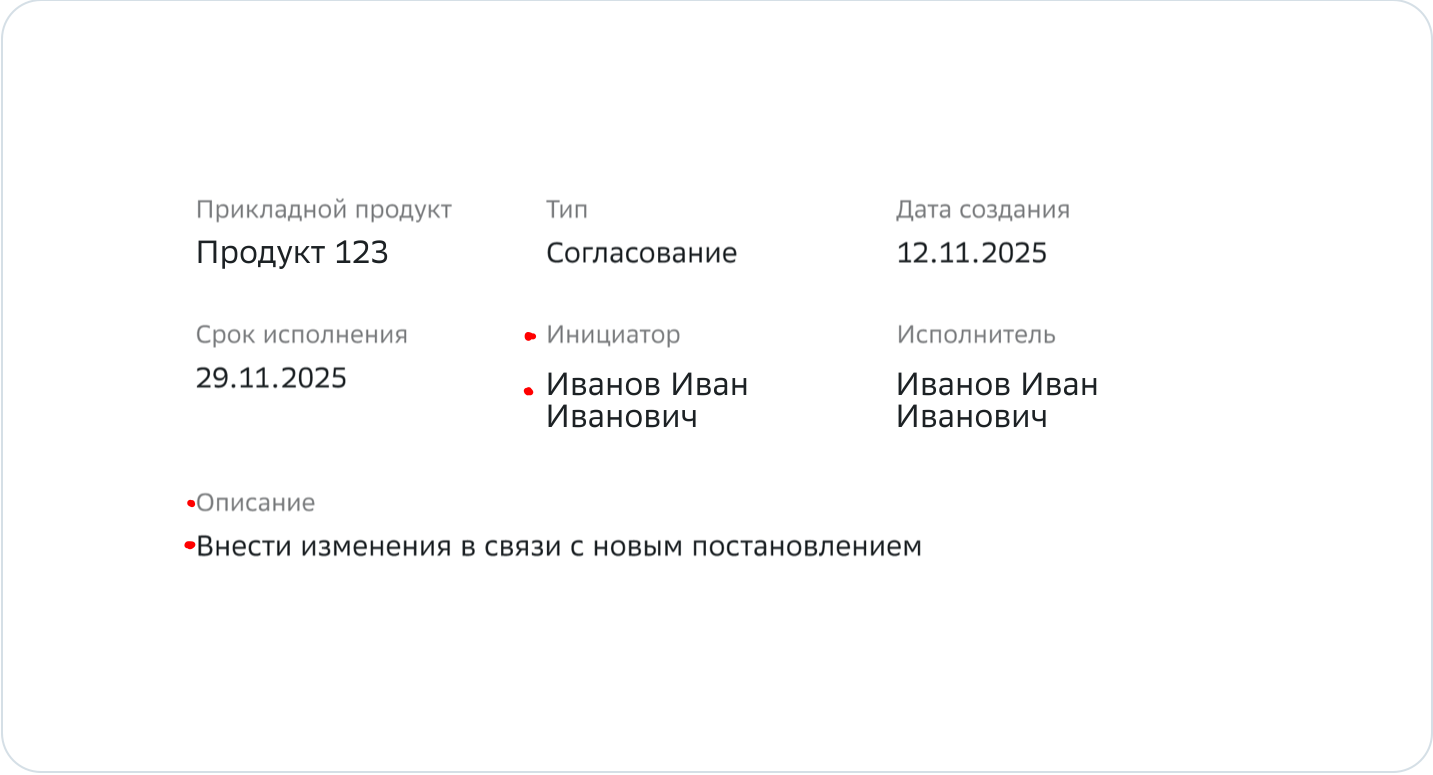 Прикладной продукт
Продукт 123
Тип
Согласование
Дата создания
12.11.2025
Срок исполнения
29.11.2025
Инициатор
Иванов Иван
Иванович
Исполнитель
Иванов Иван
Иванович
Описание
Внести изменения в связи с новым постановлением